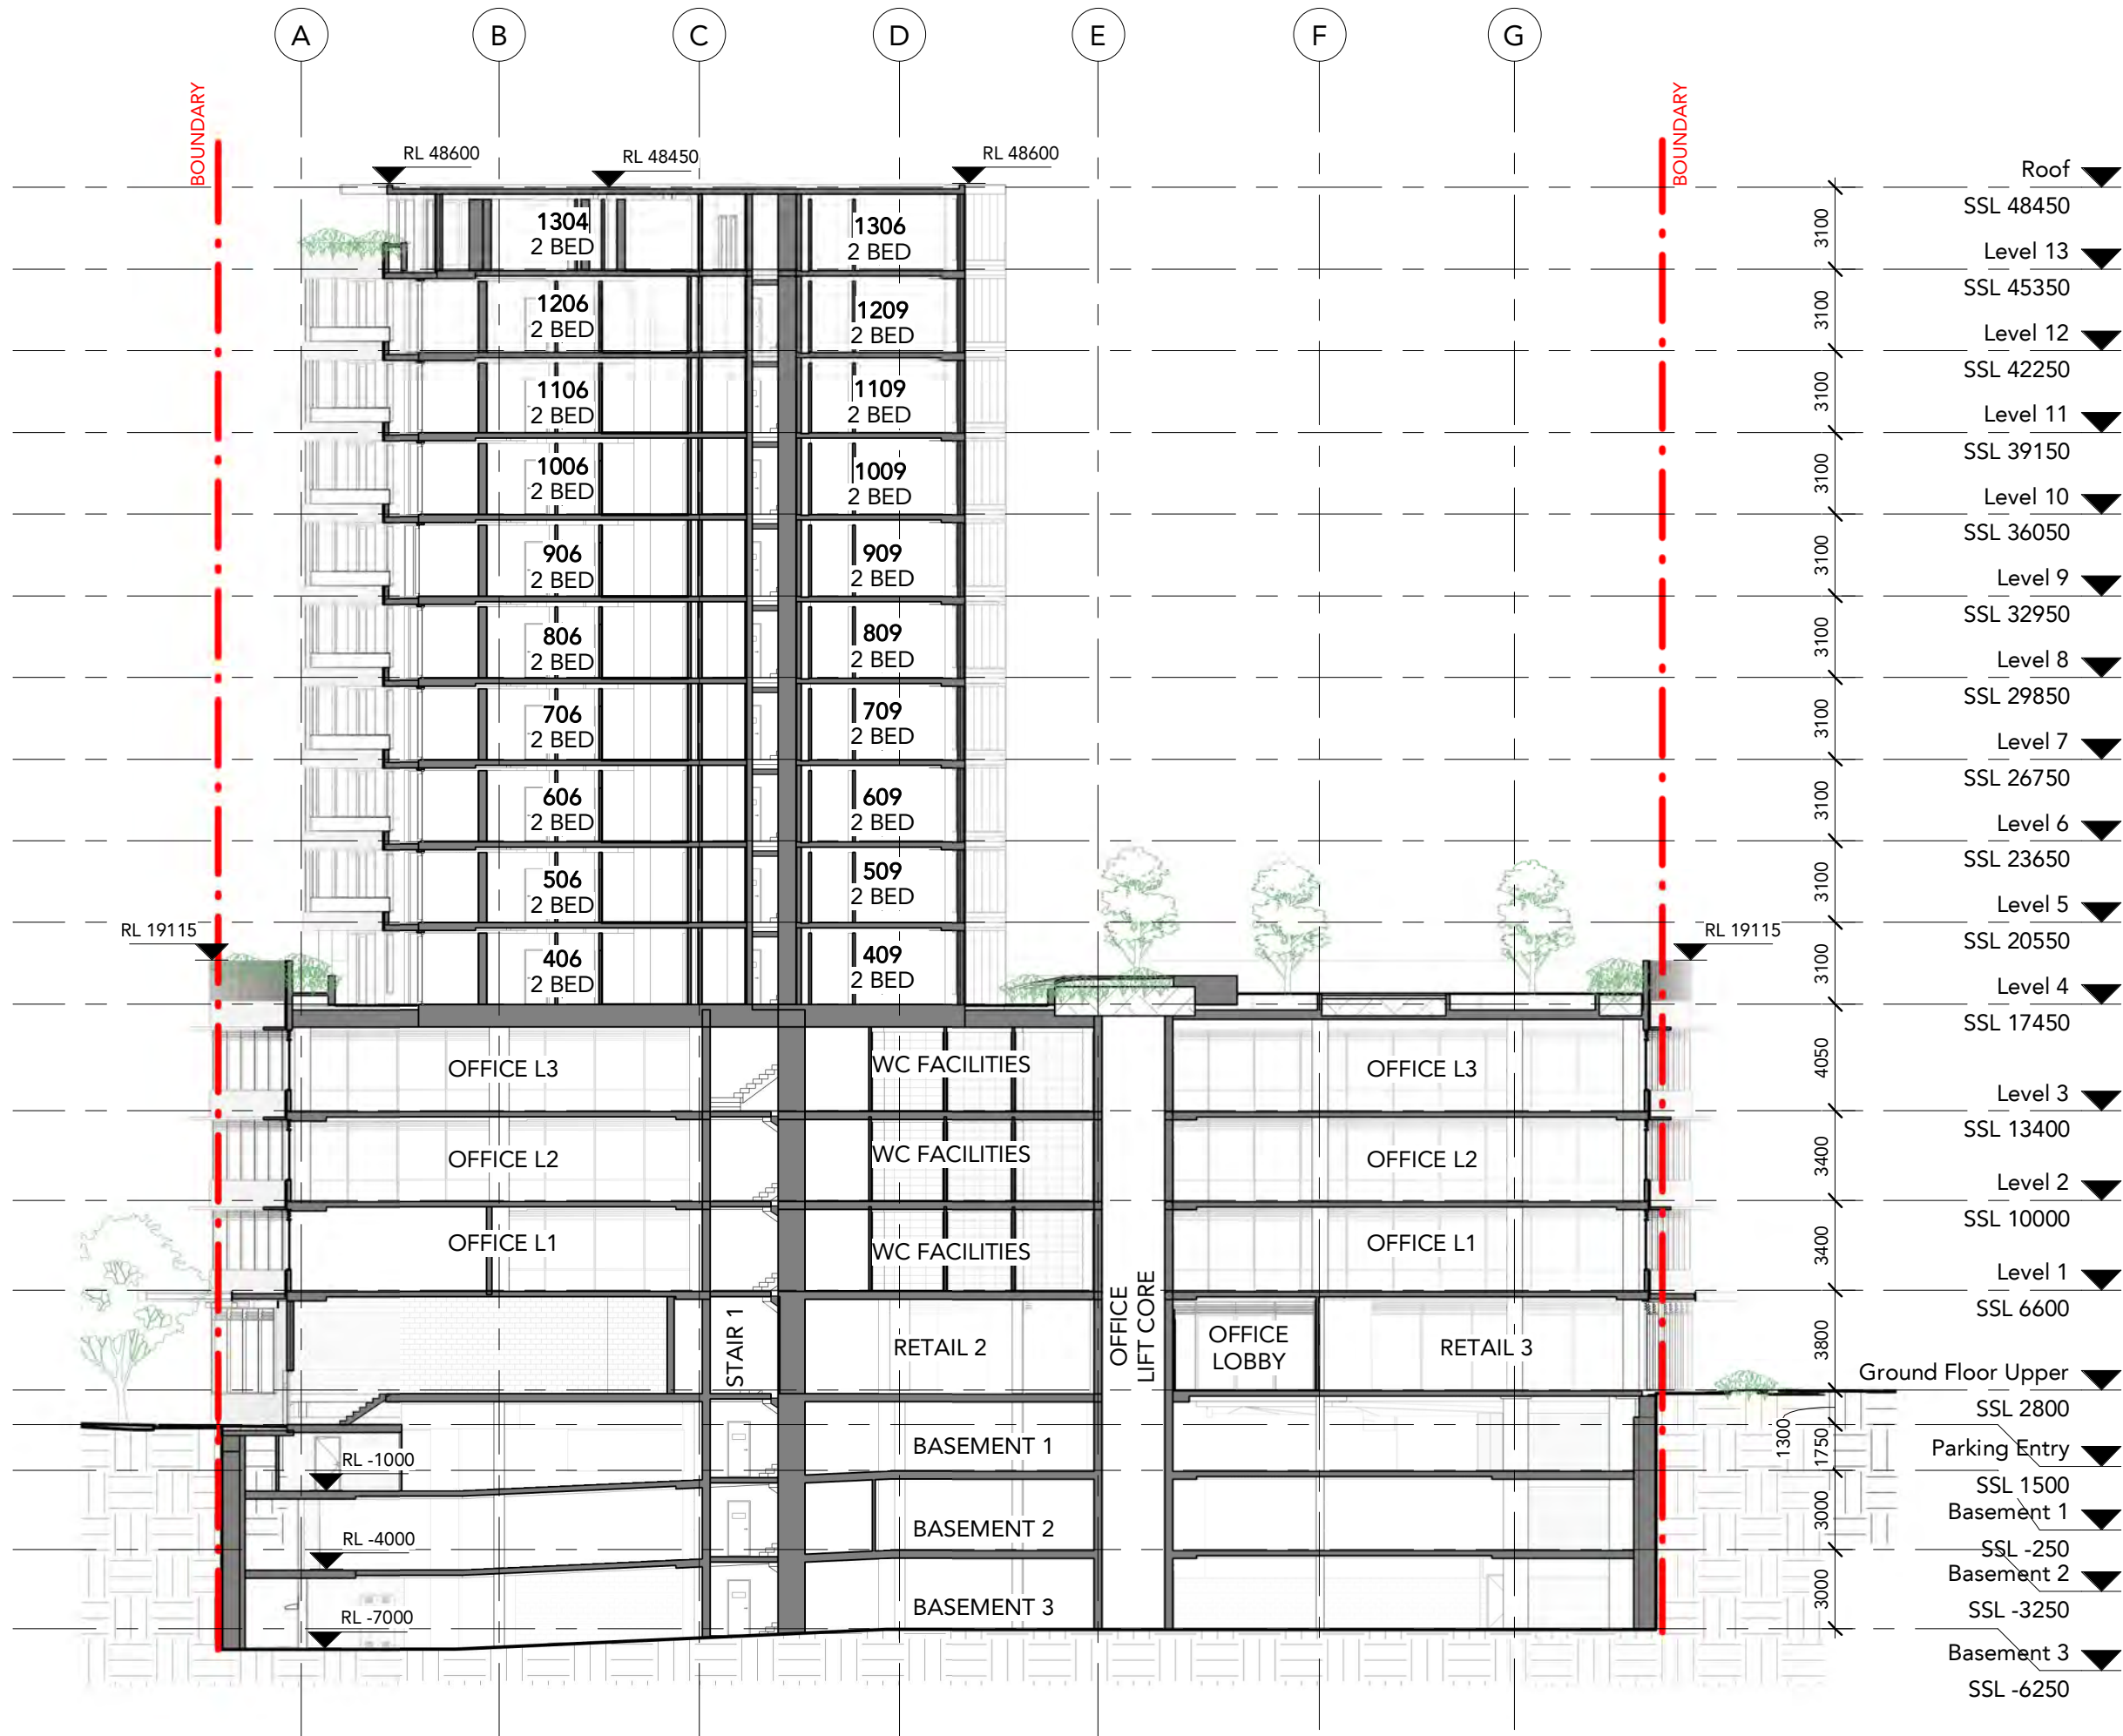 A B C D E F G
BOUNDARY
BOUNDARY
RL 48600
RL 48450
RL 48600
Roof
SSL 48450
3100
1304
2 BED
1306
2 BED
Level 13
SSL 45350
3100
1206
2 BED
1209
2 BED
Level 12
SSL 42250
3100
1106
2 BED
1109
2 BED
Level 11
SSL 39150
3100
1006
2 BED
1009
2 BED
Level 10
SSL 36050
3100
906
2 BED
909
2 BED
Level 9
SSL 32950
3100
806
2 BED
809
2 BED
Level 8
SSL 29850
3100
706
2 BED
709
2 BED
Level 7
SSL 26750
3100
606
2 BED
609
2 BED
Level 6
SSL 23650
3100
506
2 BED
509
2 BED
Level 5
SSL 20550
RL 19115
RL 19115
3100
406
2 BED
409
2 BED
Level 4
SSL 17450
4050
OFFICE L3
WC FACILITIES
OFFICE L3
Level 3
SSL 13400
3400
OFFICE L2
WC FACILITIES
OFFICE L2
Level 2
SSL 10000
3400
OFFICE L1
WC FACILITIES
OFFICE L1
Level 1
SSL 6600
3800
STAIR 1
RETAIL 2
OFFICE
LIFT CORE
OFFICE
LOBBY
RETAIL 3
Ground Floor Upper
SSL 2800
1300
1750
BASEMENT 1
Parking Entry
SSL 1500
RL -1000
Basement 1
SSL -250
3000
BASEMENT 2
RL -4000
Basement 2
SSL -3250
3000
BASEMENT 3
RL -7000
Basement 3
SSL -6250